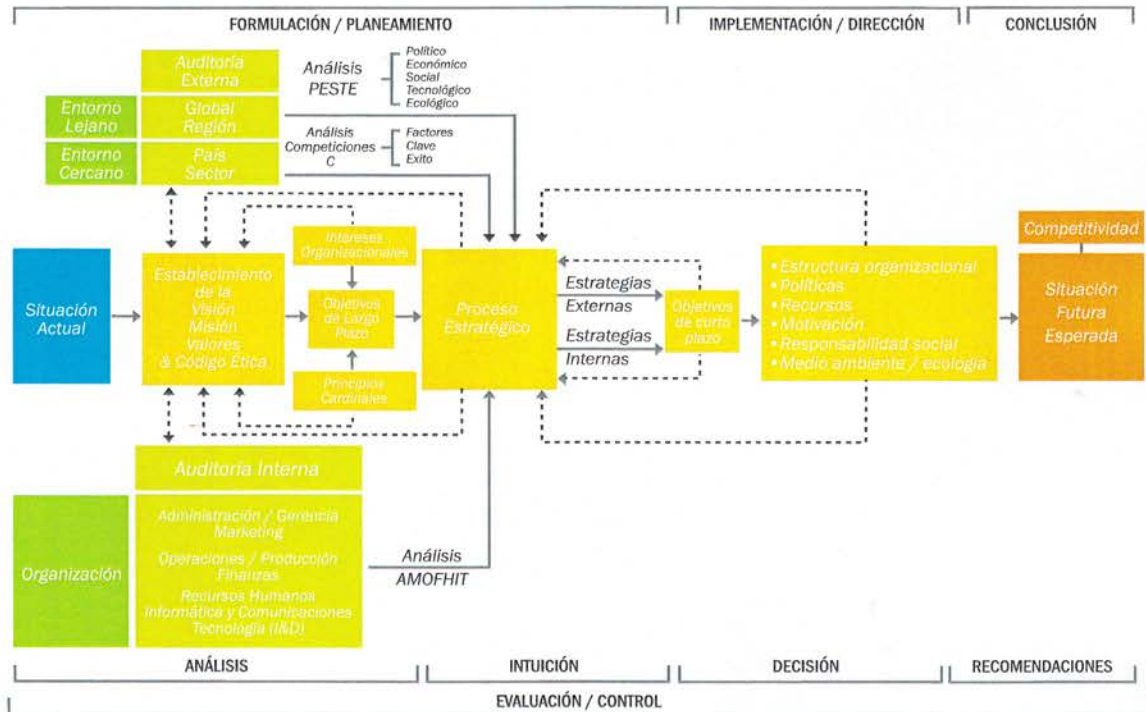 FORMULACIÓN / PLANEAMIENTO
IMPLEMENTACIÓN / DIRECCIÓN
CONCLUSIÓN
Auditoría
Externa
Análisis
PESTE
Político
Económico
Social
Tecnológico
Ecológico
Entorno
Lejano
Global
Región
Análisis
Competiciones
C
Factores
Clave
Exito
Entorno
Cercano
País
Sector
Situación
Actual
Establecimiento
de la
Visión
Misión
Valores
& Código Etica
Intereses
Organizacionales
Objetivos
de Largo
Plazo
Principios
Cardinales
Proceso
Estratégico
Estrategias
Externas
Estrategias
Internas
Objetivos
de corto
plazo
• Estructura organizacional
• Políticas
• Recursos
• Motivación
• Responsabilidad social
• Medio ambiente / ecología
Competitividad
Situación
Futura
Esperada
Auditoría Interna
Organización
Administración / Gerencia
Marketing
Operaciones / Producción
Finanzas
Recursos Humanos
Informática y Comunicaciones
Tecnología (I&D)
Análisis
AMOFHIT
ANÁLISIS
INTUICIÓN
DECISIÓN
RECOMENDACIONES
EVALUACIÓN / CONTROL